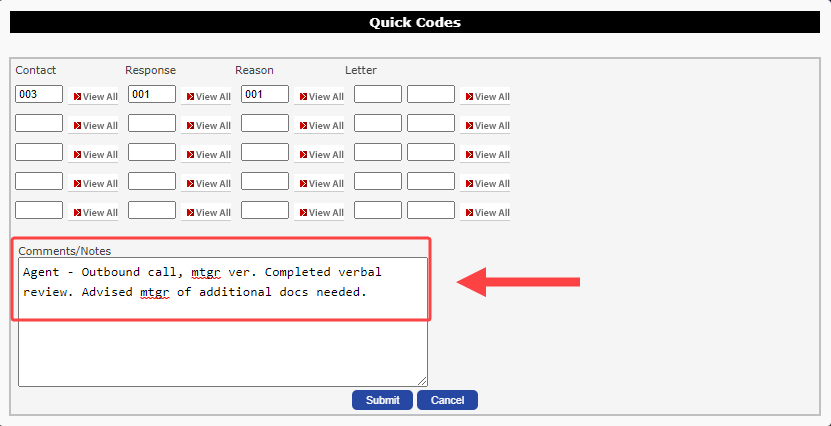 Quick Codes
Contact Response Reason Letter
003 View All 001 View All 001 View All View All
View All View All View All View All
View All View All View All View All
View All View All View All View All
View All View All View All View All
Comments/Notes
Agent - Outbound call, mtgr ver. Completed verbal
review. Advised mtgr of additional docs needed.
Submit Cancel